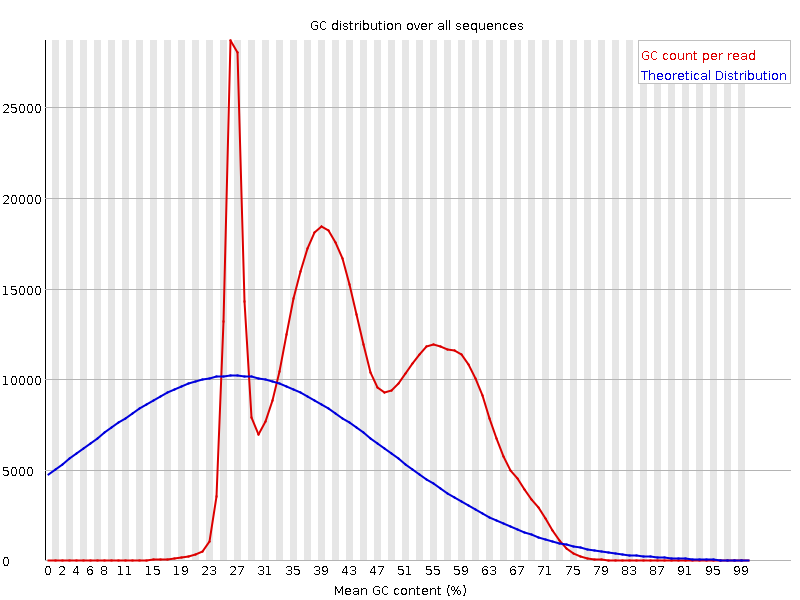 GC distribution over all sequences
GC count per read
Theoretical Distribution
25000
20000
15000
10000
5000
0
0 2 4 6 8 11 15 19 23 27 31 35 39 43 47 51 55 59 63 67 71 75 79 83 87 91 95 99
Mean GC content (%)